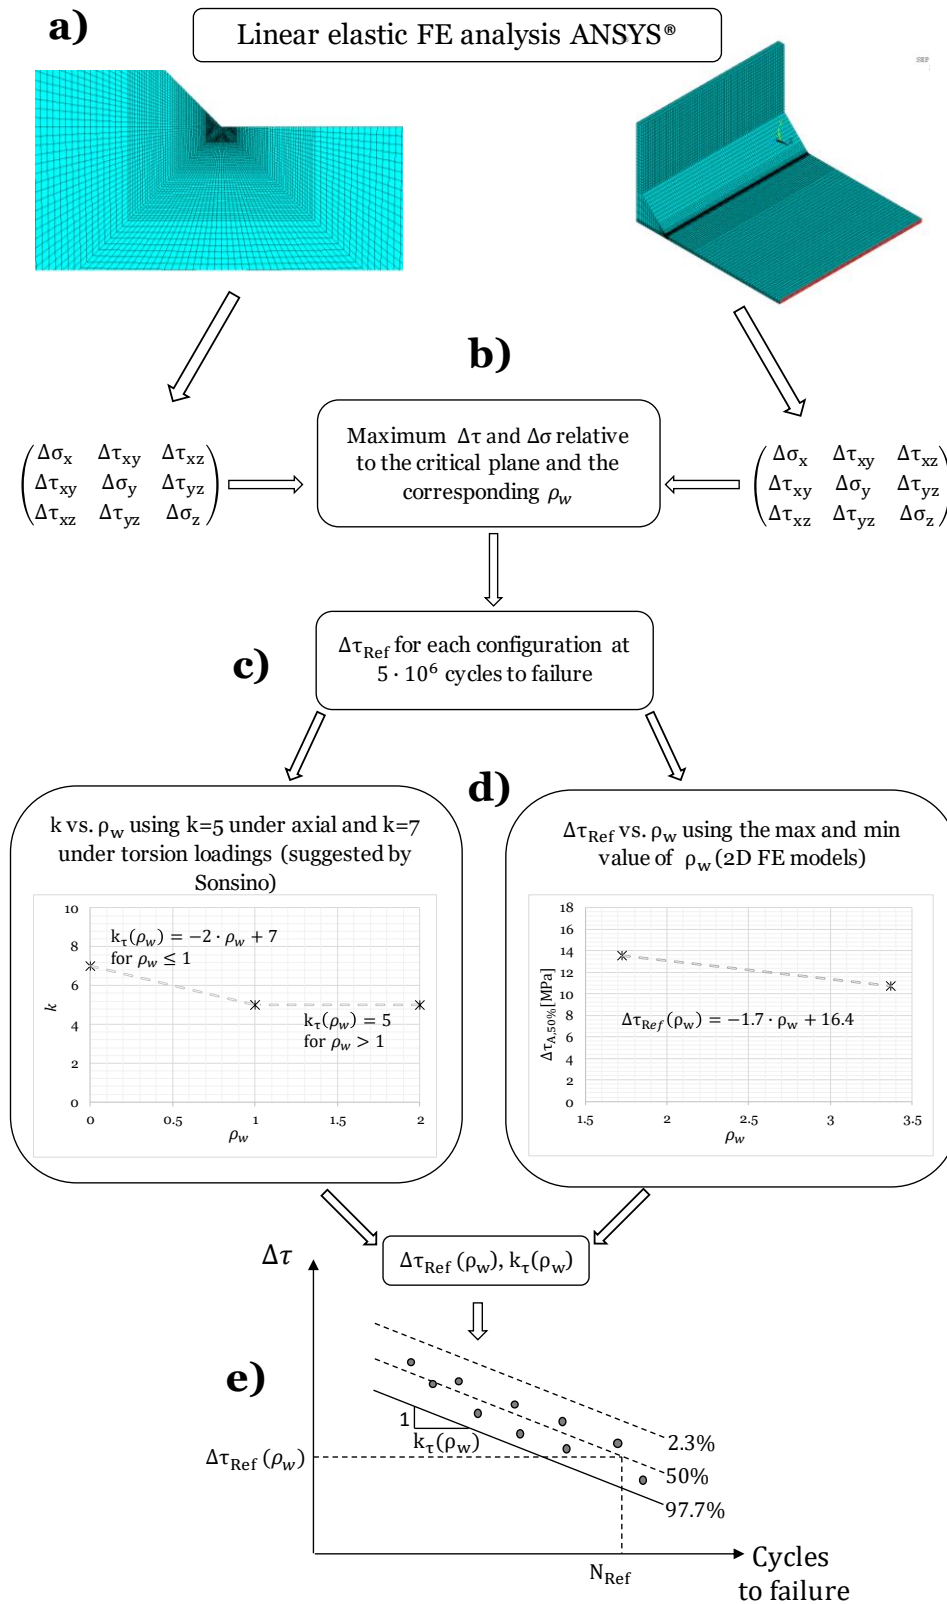 a)
Linear elastic FE analysis ANSYS®
b)
Δσx Δτxy Δτxz
Δτxy Δσy Δτyz
Δτxz Δτyz Δσz
Maximum Δτ and Δσ relative
to the critical plane and the
corresponding ρw
Δσx Δτxy Δτxz
Δτxy Δσy Δτyz
Δτxz Δτyz Δσz
c)
ΔτRef for each configuration at
5 · 10⁶ cycles to failure
d)
k vs. ρw using k=5 under axial and k=7
under torsion loadings (suggested by
Sonsino)
10
8
6
4
2
0
k
kτ(ρw) = −2 · ρw + 7
for ρw ≤ 1
kτ(ρw) = 5
for ρw > 1
0 0.5 1 1.5 2
ρw
ΔτRef vs. ρw using the max and min
value of ρw (2D FE models)
18
16
14
12
10
8
6
4
2
0
ΔτA,50% [MPa]
ΔτRef(ρw) = −1.7 · ρw + 16.4
1.5 2 2.5 3 3.5
ρw
ΔτRef(ρw), kτ(ρw)
Δτ
e)
1
kτ(ρw)
2.3%
50%
97.7%
ΔτRef(ρw)
NRef
Cycles
to failure